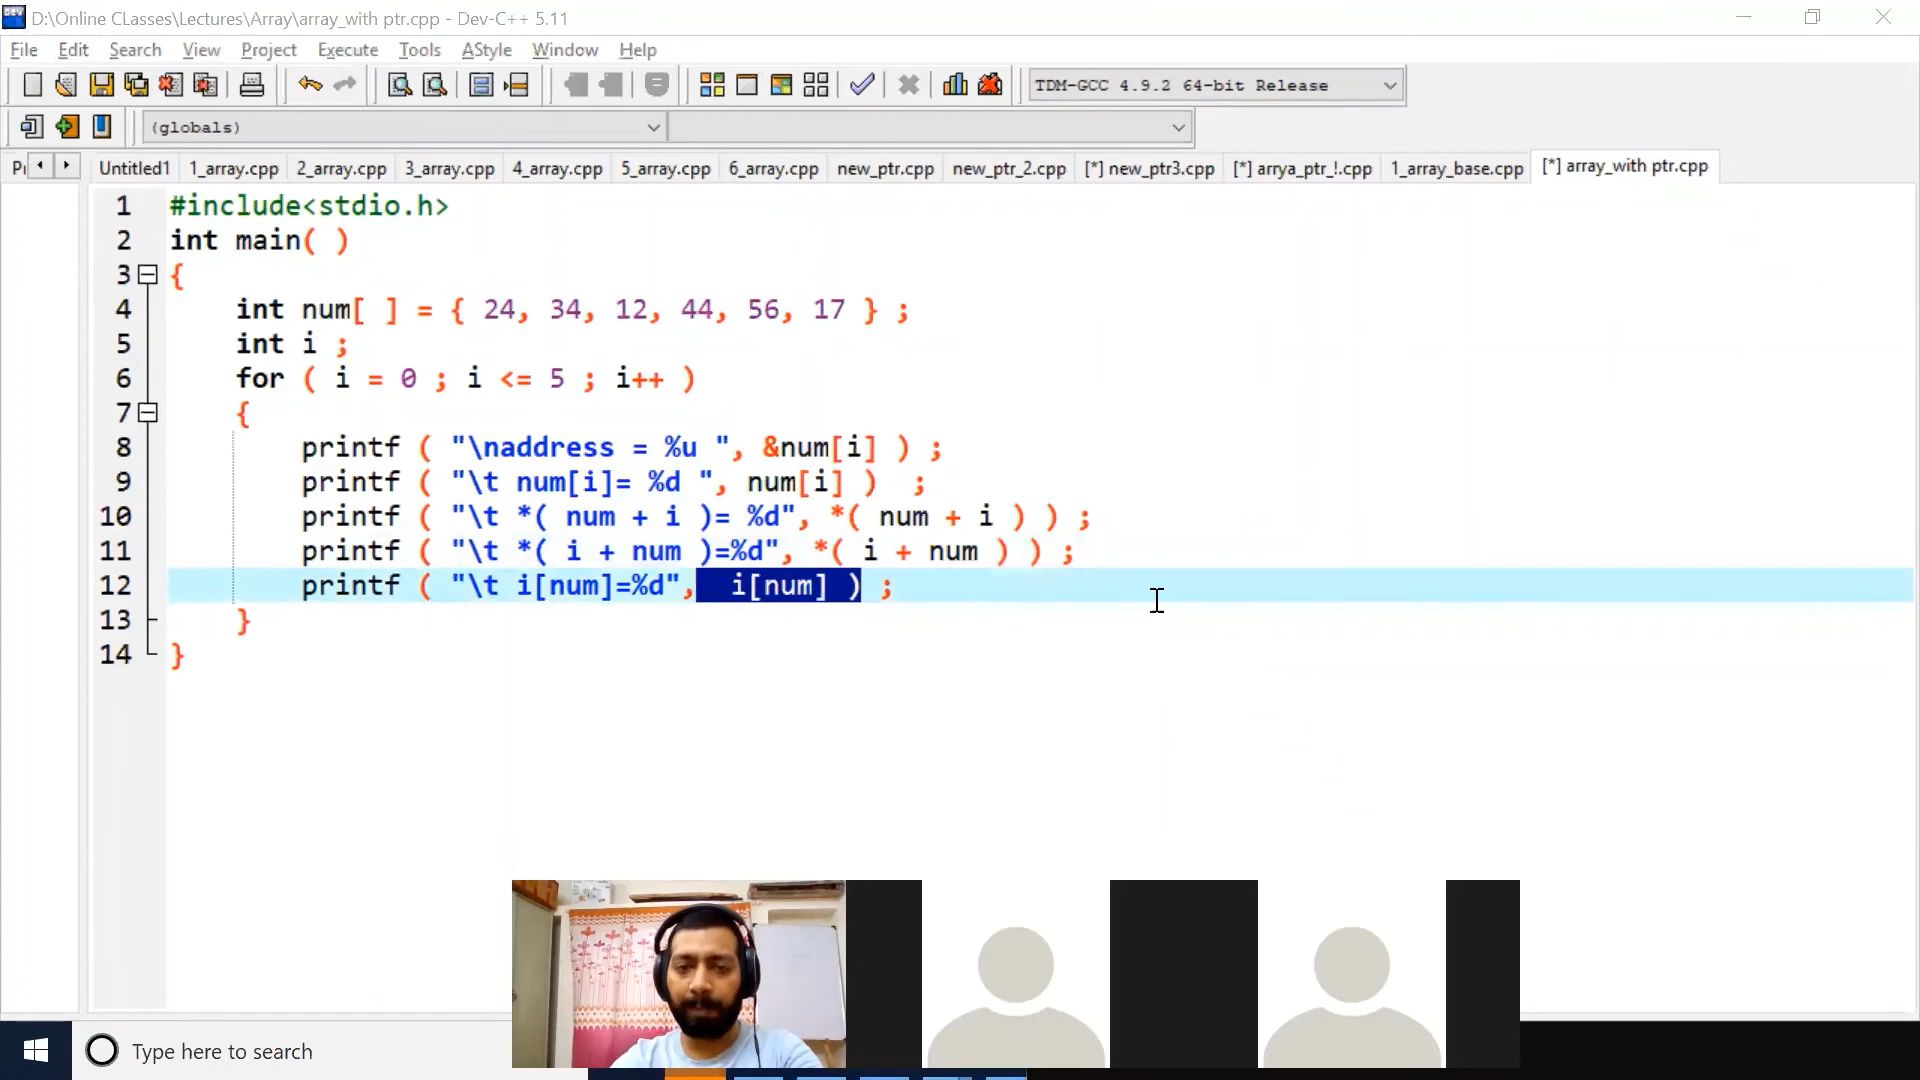 D:\Online CLasses\Lectures\Array\array_with ptr.cpp - Dev-C++ 5.11
File Edit Search View Project Execute Tools AStyle Window Help
TDM-GCC 4.9.2 64-bit Release
(globals)
Untitled1 1_array.cpp 2_array.cpp 3_array.cpp 4_array.cpp 5_array.cpp 6_array.cpp new_ptr.cpp new_ptr_2.cpp [*] new_ptr3.cpp [*] arrya_ptr_!.cpp 1_array_base.cpp [*] array_with ptr.cpp
1 #include<stdio.h>
2 int main( )
3 {
4 int num[ ] = { 24, 34, 12, 44, 56, 17 } ;
5 int i ;
6 for ( i = 0 ; i <= 5 ; i++ )
7 {
8 printf ( "\naddress = %u ", &num[i] ) ;
9 printf ( "\t num[i]= %d ", num[i] ) ;
10 printf ( "\t *( num + i )= %d", *( num + i ) ) ;
11 printf ( "\t *( i + num )=%d", *( i + num ) ) ;
12 printf ( "\t i[num]=%d", i[num] ) ;
13 }
14 }
Type here to search